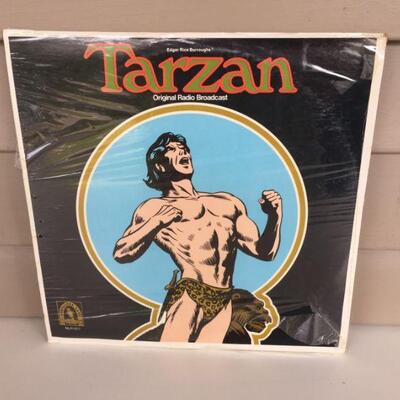 Edgar Rice Burroughs'
Tarzan
Original Radio Broadcast